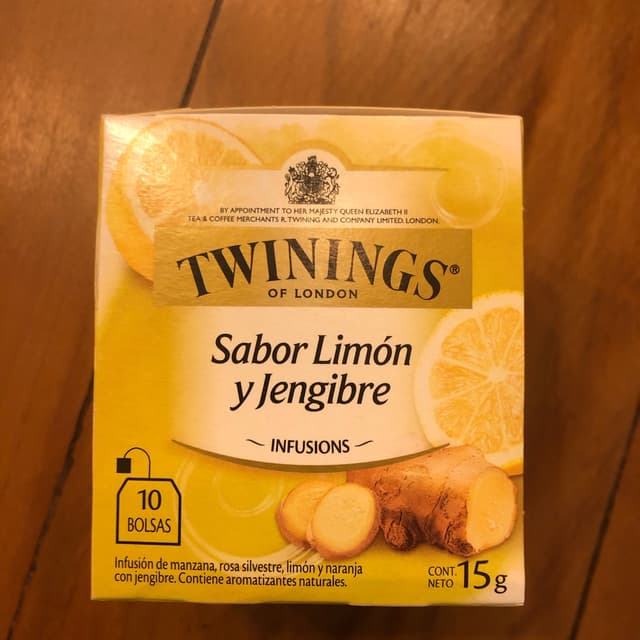 BY APPOINTMENT TO HER MAJESTY QUEEN ELIZABETH II
TEA & COFFEE MERCHANTS R. TWINING AND COMPANY LIMITED. LONDON.
TWININGS®
OF LONDON
Sabor Limón
y Jengibre
INFUSIONS
10
BOLSAS
Infusión de manzana, rosa silvestre, limón y naranja
con jengibre. Contiene aromatizantes naturales.
CONT.
NETO 15g